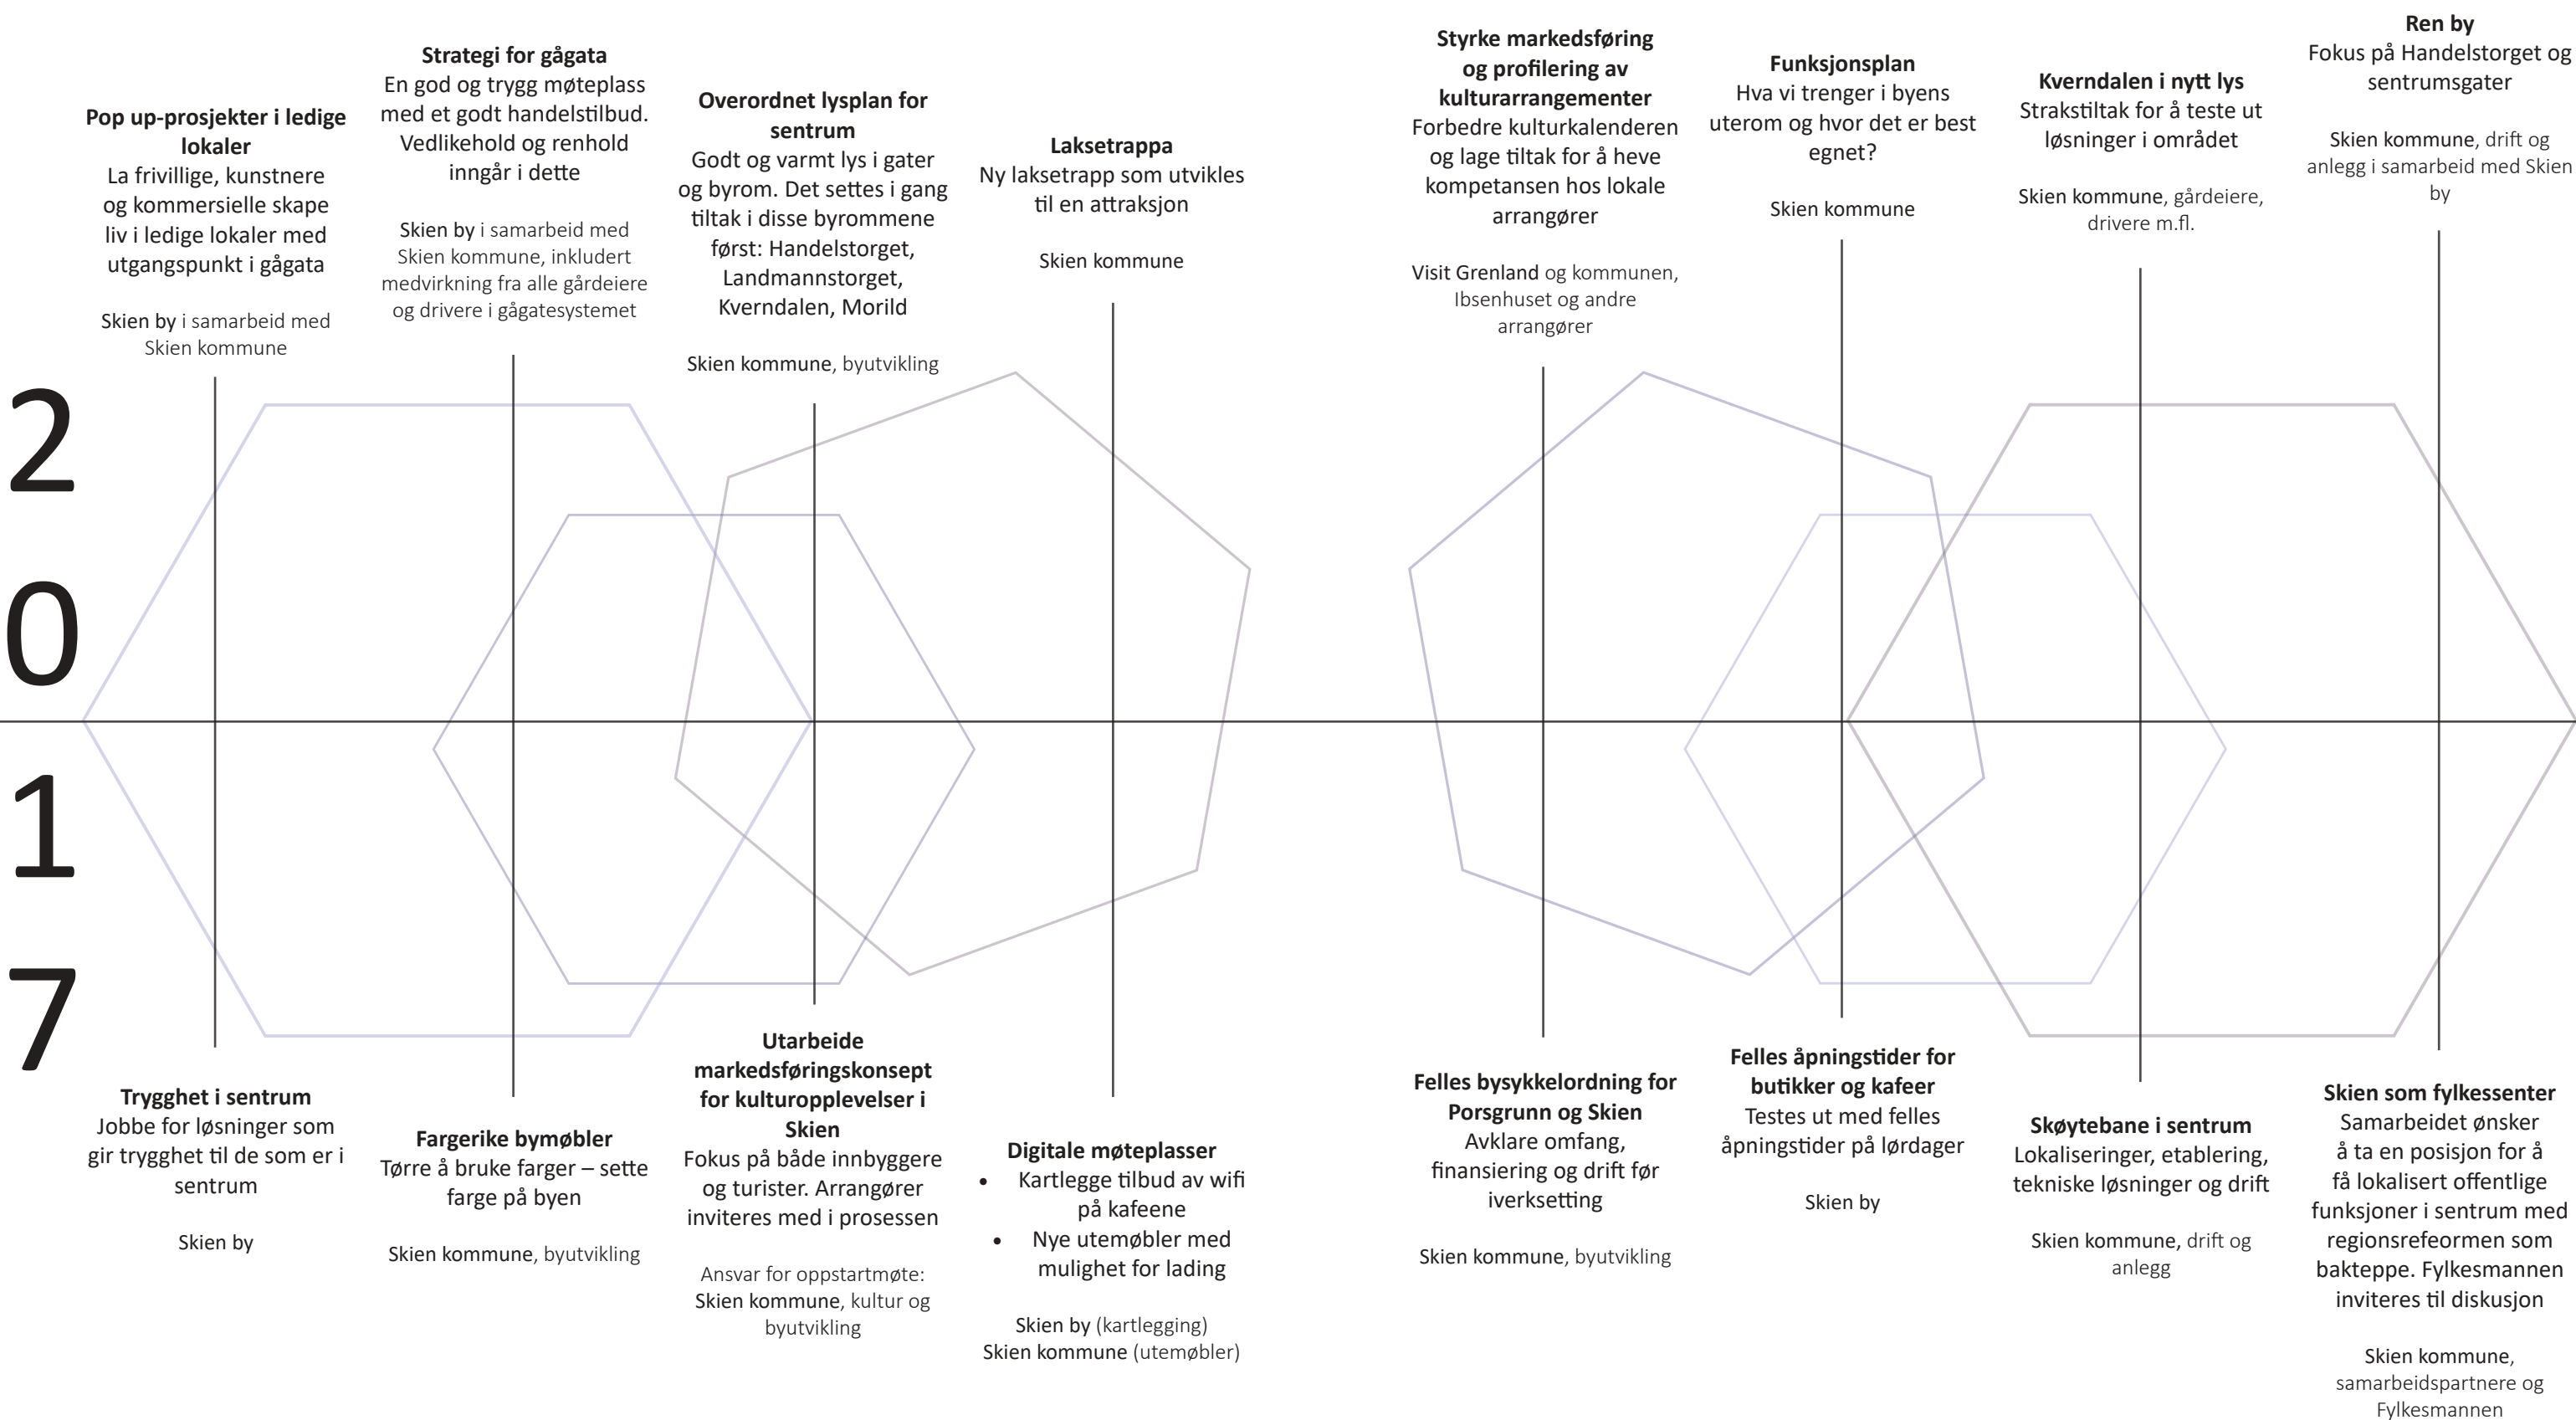 2
0
1
7
Pop up-prosjekter i ledige
lokaler
La frivillige, kunstnere
og kommersielle skape
liv i ledige lokaler med
utgangspunkt i gågata
Skien by i samarbeid med
Skien kommune
Strategi for gågata
En god og trygg møteplass
med et godt handelstilbud.
Vedlikehold og renhold
inngår i dette
Skien by i samarbeid med
Skien kommune, inkludert
medvirkning fra alle gårdeiere
og drivere i gågatesystemet
Overordnet lysplan for
sentrum
Godt og varmt lys i gater
og byrom. Det settes i gang
tiltak i disse byrommene
først: Handelstorget,
Landmannstorget,
Kverndalen, Morild
Skien kommune, byutvikling
Laksetrappa
Ny laksetrapp som utvikles
til en attraksjon
Skien kommune
Styrke markedsføring
og profilering av
kulturarrangementer
Forbedre kulturkalenderen
og lage tiltak for å heve
kompetansen hos lokale
arrangører
Visit Grenland og kommunen,
Ibsenhuset og andre
arrangører
Funksjonsplan
Hva vi trenger i byens
uterom og hvor det er best
egnet?
Skien kommune
Kverndalen i nytt lys
Strakstiltak for å teste ut
løsninger i området
Skien kommune, gårdeiere,
drivere m.fl.
Ren by
Fokus på Handelstorget og
sentrumsgater
Skien kommune, drift og
anlegg i samarbeid med Skien
by
Trygghet i sentrum
Jobbe for løsninger som
gir trygghet til de som er i
sentrum
Skien by
Fargerike bymøbler
Tørre å bruke farger – sette
farge på byen
Skien kommune, byutvikling
Utarbeide
markedsføringskonsept
for kulturopplevelser i
Skien
Fokus på både innbyggere
og turister. Arrangører
inviteres med i prosessen
Ansvar for oppstartmøte:
Skien kommune, kultur og
byutvikling
Digitale møteplasser
• Kartlegge tilbud av wifi
på kafeene
• Nye utemøbler med
mulighet for lading
Skien by (kartlegging)
Skien kommune (utemøbler)
Felles bysykkelordning for
Porsgrunn og Skien
Avklare omfang,
finansiering og drift før
iverksetting
Skien kommune, byutvikling
Felles åpningstider for
butikker og kafeer
Testes ut med felles
åpningstider på lørdager
Skien by
Skøytebane i sentrum
Lokaliseringer, etablering,
tekniske løsninger og drift
Skien kommune, drift og
anlegg
Skien som fylkessenter
Samarbeidet ønsker
å ta en posisjon for å
få lokalisert offentlige
funksjoner i sentrum med
regionsrefeormen som
bakteppe. Fylkesmannen
inviteres til diskusjon
Skien kommune,
samarbeidspartnere og
Fylkesmannen